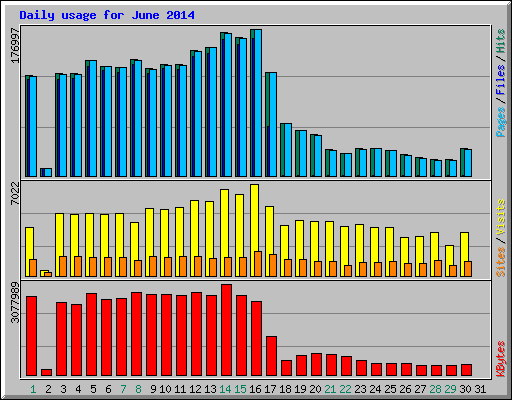 Daily usage for June 2014
176997
Pages / Files / Hits
7022
Sites / Visits
3077989
KBytes
1 2 3 4 5 6 7 8 9 10 11 12 13 14 15 16 17 18 19 20 21 22 23 24 25 26 27 28 29 30 31